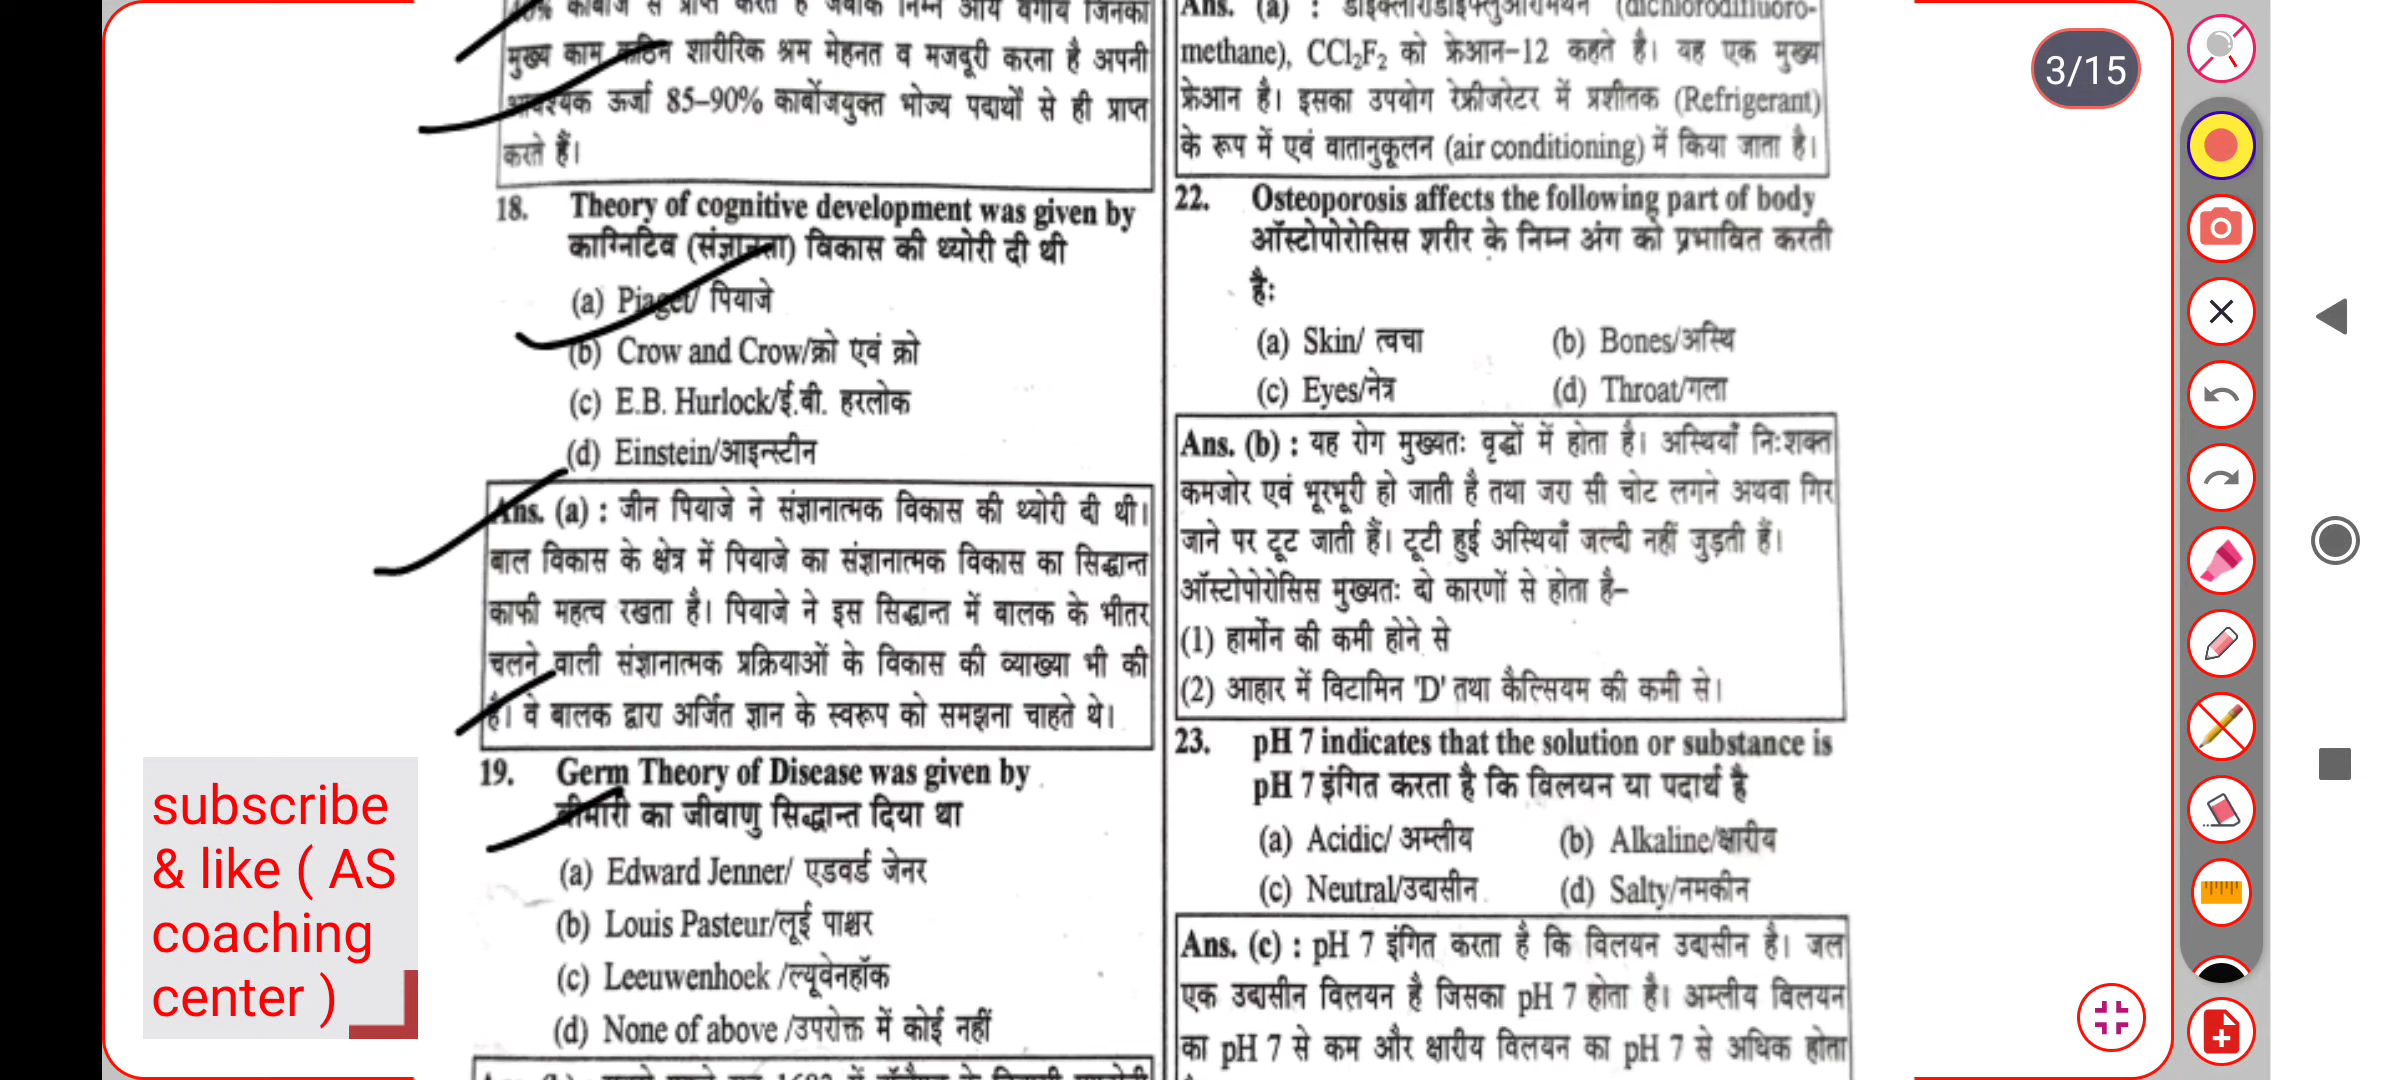 मुख्य काम कठिन शारीरिक श्रम मेहनत व मजदूरी करना है अपनी
आवश्यक ऊर्जा 85–90% कार्बोजयुक्त भोज्य पदार्थों से ही प्राप्त
करते हैं।
18. Theory of cognitive development was given by
काग्निटिव (संज्ञानता) विकास की थ्योरी दी थी
(a) Piaget/ पियाजे
(b) Crow and Crow/क्रो एवं क्रो
(c) E.B. Hurlock/ई.बी. हरलोक
(d) Einstein/आइन्स्टीन
Ans. (a) : जीन पियाजे ने संज्ञानात्मक विकास की थ्योरी दी थी।
बाल विकास के क्षेत्र में पियाजे का संज्ञानात्मक विकास का सिद्धान्त
काफी महत्व रखता है। पियाजे ने इस सिद्धान्त में बालक के भीतर
चलने वाली संज्ञानात्मक प्रक्रियाओं के विकास की व्याख्या भी की
है। वे बालक द्वारा अर्जित ज्ञान के स्वरूप को समझना चाहते थे।
19. Germ Theory of Disease was given by
बीमारी का जीवाणु सिद्धान्त दिया था
(a) Edward Jenner/ एडवर्ड जेनर
(b) Louis Pasteur/लूई पाश्चर
(c) Leeuwenhoek /ल्यूवेनहॉक
(d) None of above /उपरोक्त में कोई नहीं
Ans. (a) : डाइक्लोरोडाइफ्लुओरोमेथेन (dichlorodifluoro-
methane), CCl₂F₂ को फ्रेआन–12 कहते है। यह एक मुख्य
फ्रेआन है। इसका उपयोग रेफ्रीजरेटर में प्रशीतक (Refrigerant)
के रूप में एवं वातानुकूलन (air conditioning) में किया जाता है।
22. Osteoporosis affects the following part of body
ऑस्टोपोरोसिस शरीर के निम्न अंग को प्रभावित करती
है:
(a) Skin/ त्वचा (b) Bones/अस्थि
(c) Eyes/नेत्र (d) Throat/गला
Ans. (b) : यह रोग मुख्यतः वृद्धों में होता है। अस्थियाँ निःशक्त
कमजोर एवं भूरभूरी हो जाती है तथा जरा सी चोट लगने अथवा गिर
जाने पर टूट जाती हैं। टूटी हुई अस्थियाँ जल्दी नहीं जुड़ती हैं।
ऑस्टोपोरोसिस मुख्यतः दो कारणों से होता है–
(1) हार्मोन की कमी होने से
(2) आहार में विटामिन 'D' तथा कैल्सियम की कमी से।
23. pH 7 indicates that the solution or substance is
pH 7 इंगित करता है कि विलयन या पदार्थ है
(a) Acidic/ अम्लीय (b) Alkaline/क्षारीय
(c) Neutral/उदासीन (d) Salty/नमकीन
Ans. (c) : pH 7 इंगित करता है कि विलयन उदासीन है। जल
एक उदासीन विलयन है जिसका pH 7 होता है। अम्लीय विलयन
का pH 7 से कम और क्षारीय विलयन का pH 7 से अधिक होता
3/15
subscribe
& like ( AS
coaching
center )